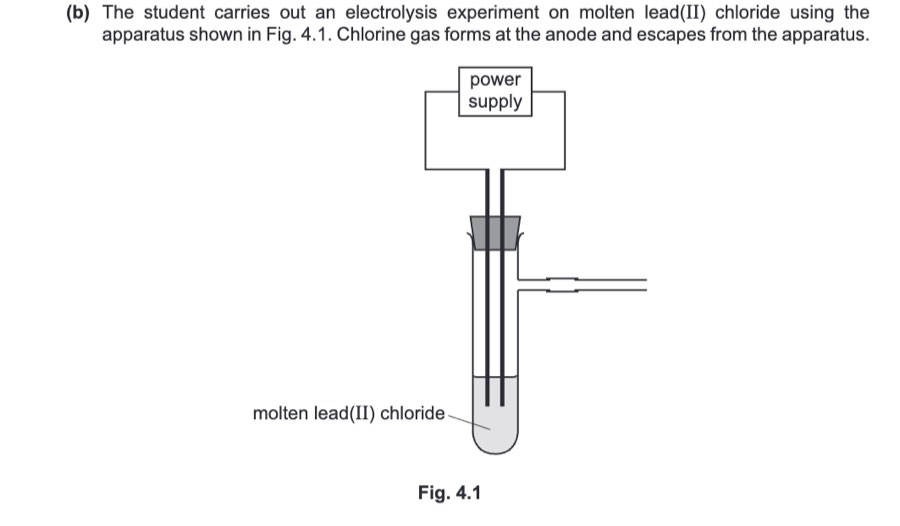 (b) The student carries out an electrolysis experiment on molten lead(II) chloride using the
apparatus shown in Fig. 4.1. Chlorine gas forms at the anode and escapes from the apparatus.
power
supply
molten lead(II) chloride
Fig. 4.1